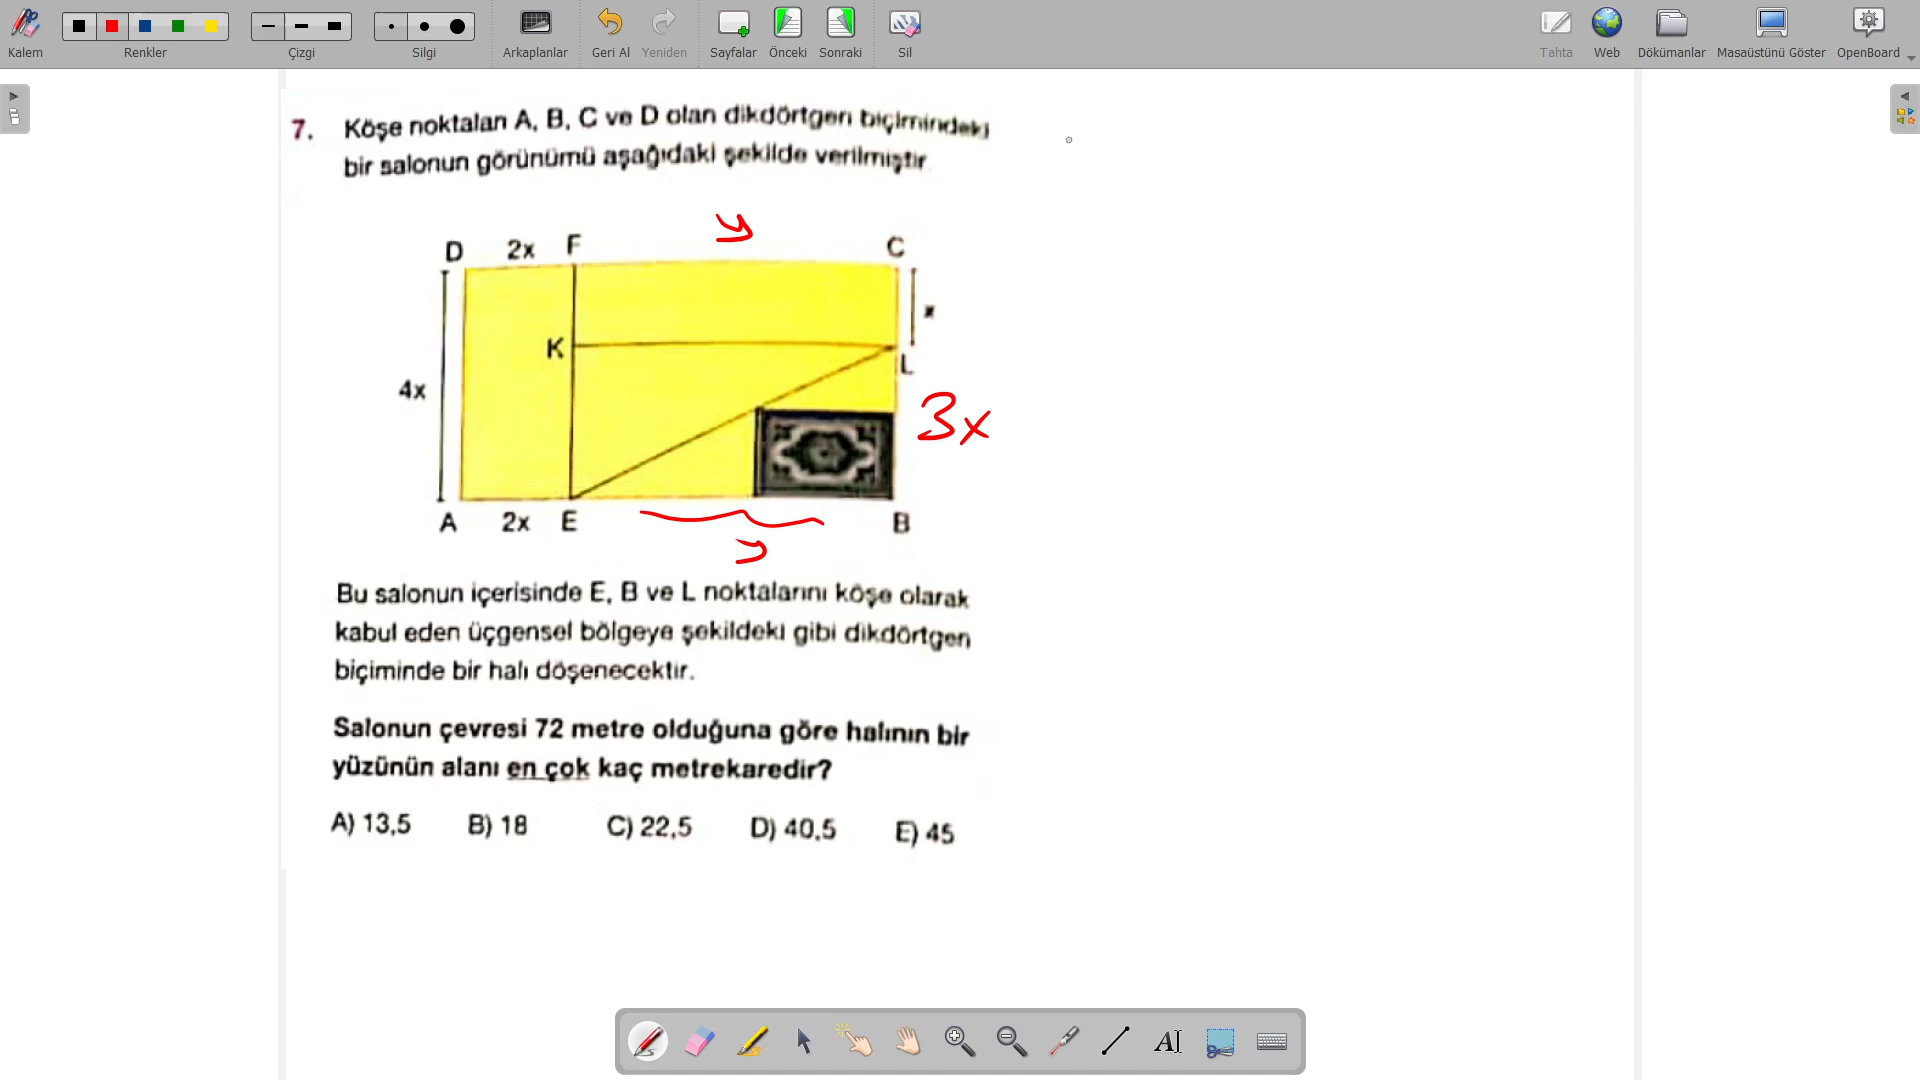 Kalem Renkler Çizgi Silgi Arkaplanlar Geri Al Yeniden Sayfalar Önceki Sonraki Sil Tahta Web Dökümanlar Masaüstünü Göster OpenBoard
7. Köşe noktaları A, B, C ve D olan dikdörtgen biçimindeki
bir salonun görünümü aşağıdaki şekilde verilmiştir.
y
D 2x F C
x
K
L
4x
3x
A 2x E B
y
Bu salonun içerisinde E, B ve L noktalarını köşe olarak
kabul eden üçgensel bölgeye şekildeki gibi dikdörtgen
biçiminde bir halı döşenecektir.
Salonun çevresi 72 metre olduğuna göre halının bir
yüzünün alanı en çok kaç metrekaredir?
A) 13,5 B) 18 C) 22,5 D) 40,5 E) 45